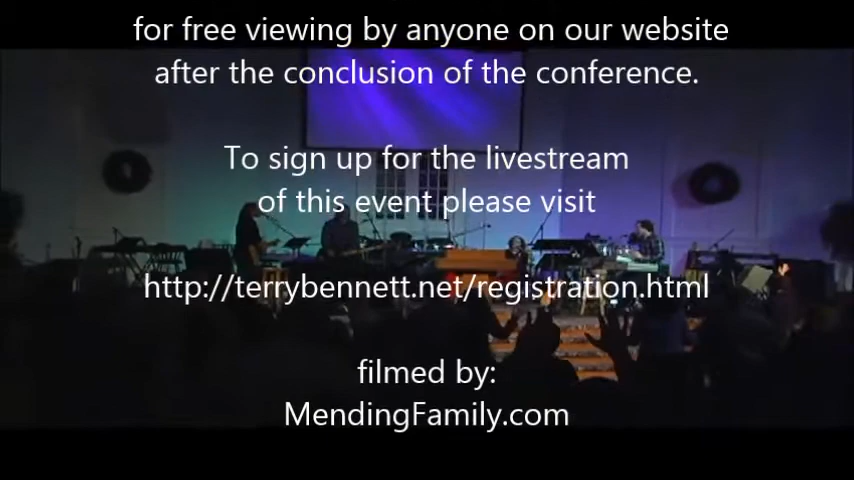 for free viewing by anyone on our website
after the conclusion of the conference.
To sign up for the livestream
of this event please visit
http://terrybennett.net/registration.html
filmed by:
MendingFamily.com